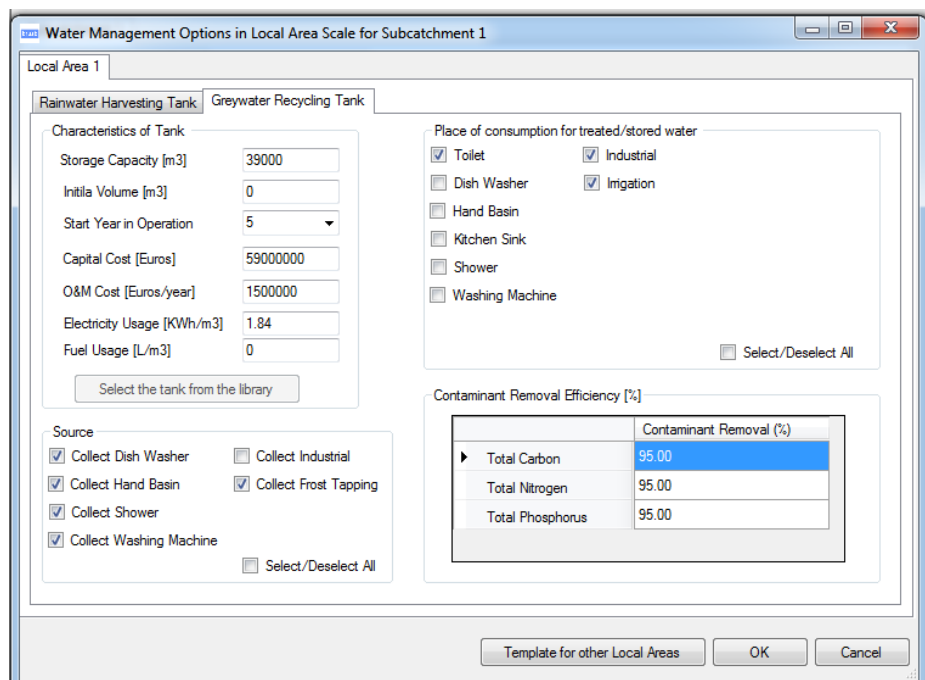 Water Management Options in Local Area Scale for Subcatchment 1
Local Area 1
Rainwater Harvesting Tank
Greywater Recycling Tank
Characteristics of Tank
Storage Capacity [m3] 39000
Initila Volume [m3] 0
Start Year in Operation 5
Capital Cost [Euros] 59000000
O&M Cost [Euros/year] 1500000
Electricity Usage [KWh/m3] 1.84
Fuel Usage [L/m3] 0
Select the tank from the library
Source
Collect Dish Washer Collect Industrial
Collect Hand Basin Collect Frost Tapping
Collect Shower
Collect Washing Machine
Select/Deselect All
Place of consumption for treated/stored water
Toilet Industrial
Dish Washer Irrigation
Hand Basin
Kitchen Sink
Shower
Washing Machine
Select/Deselect All
Contaminant Removal Efficiency [%]
Contaminant Removal (%)
Total Carbon 95.00
Total Nitrogen 95.00
Total Phosphorus 95.00
Template for other Local Areas OK Cancel